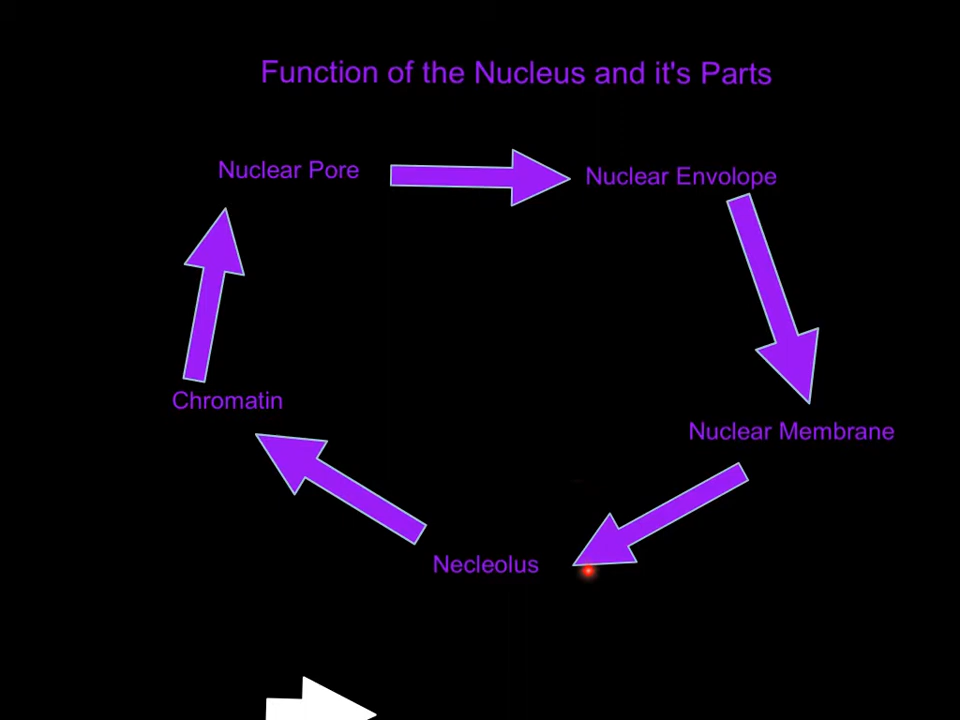 Function of the Nucleus and it's Parts
Nuclear Pore
Nuclear Envolope
Chromatin
Nuclear Membrane
Necleolus